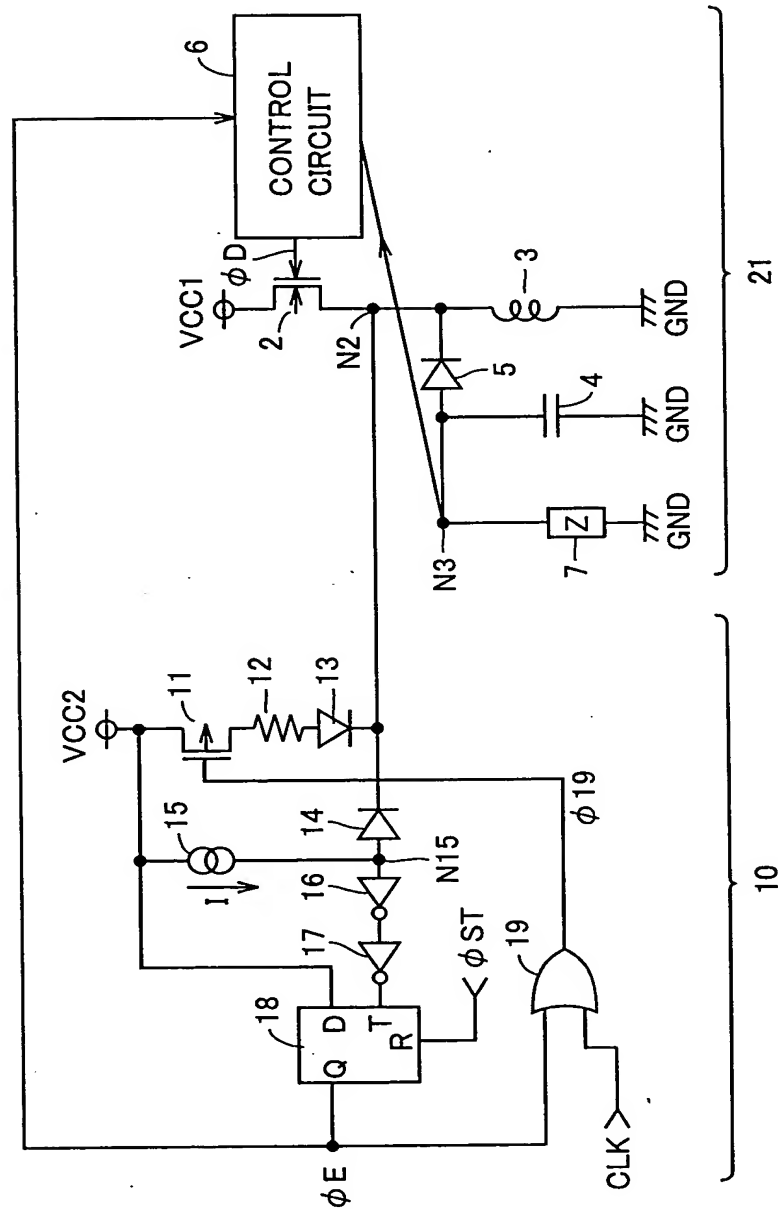 6
CONTROL
CIRCUIT
φD
VCC1
2
N2
3
GND
5
4
GND
N3
7
Z
GND
21
VCC2
11
12
13
15
I
14
N15
16
17
φ19
18
D
Q
T
R
φST
19
φE
CLK
10